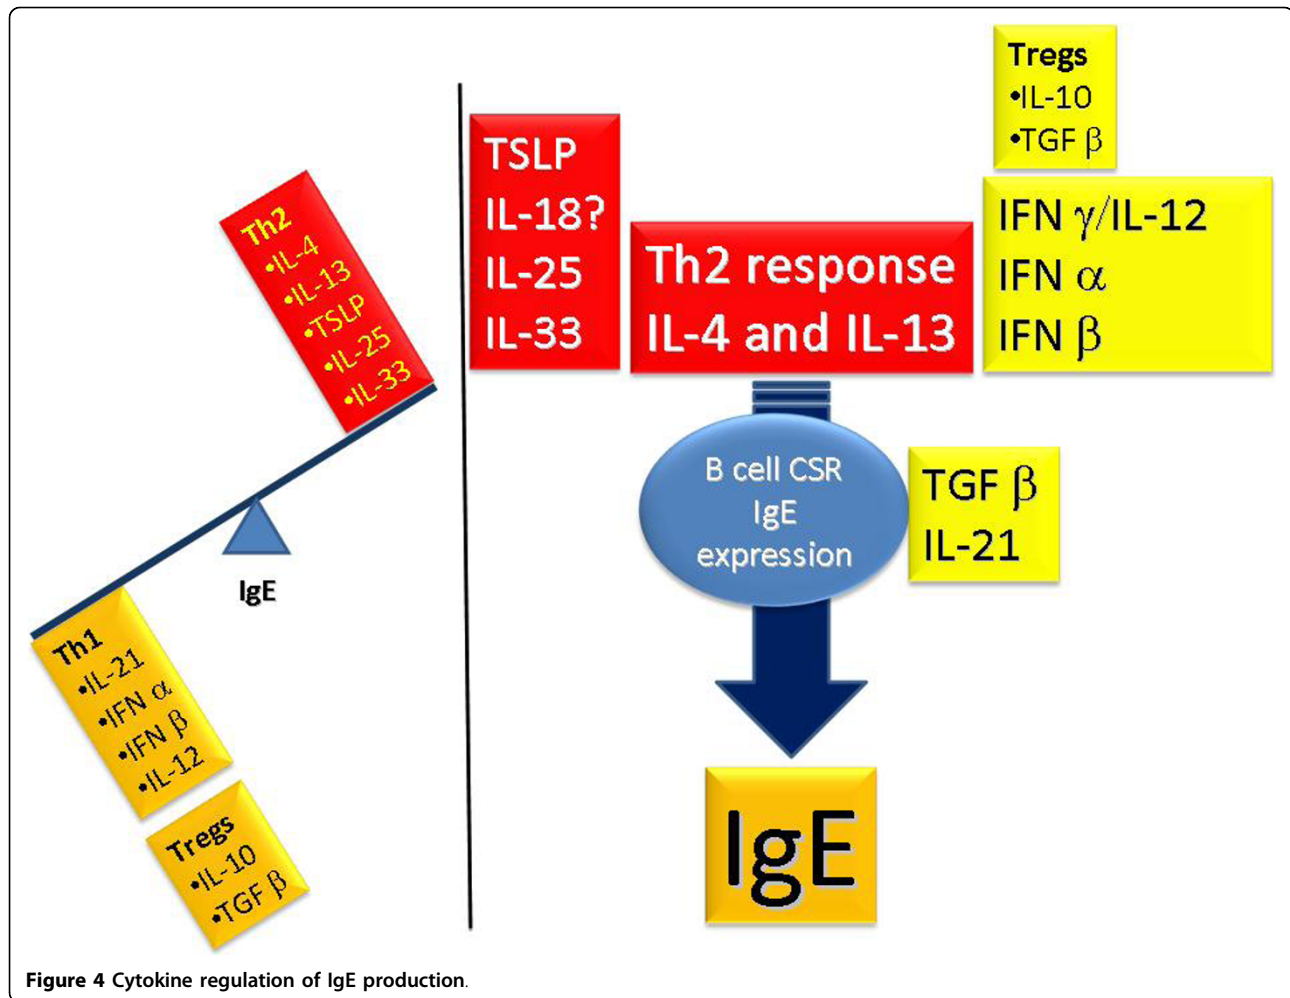 Th2
•IL-4
•IL-13
•TSLP
•IL-25
•IL-33
IgE
Th1
•IL-21
•IFN α
•IFN β
•IL-12
Tregs
•IL-10
•TGF β
TSLP
IL-18?
IL-25
IL-33
Th2 response
IL-4 and IL-13
Tregs
•IL-10
•TGF β
IFN γ/IL-12
IFN α
IFN β
B cell CSR
IgE
expression
TGF β
IL-21
IgE
Figure 4 Cytokine regulation of IgE production.